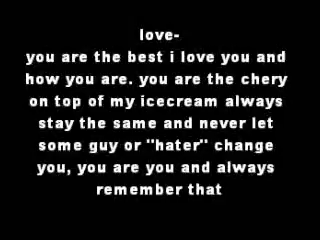 love-
you are the best i love you and
how you are. you are the chery
on top of my icecream always
stay the same and never let
some guy or "hater" change
you, you are you and always
remember that